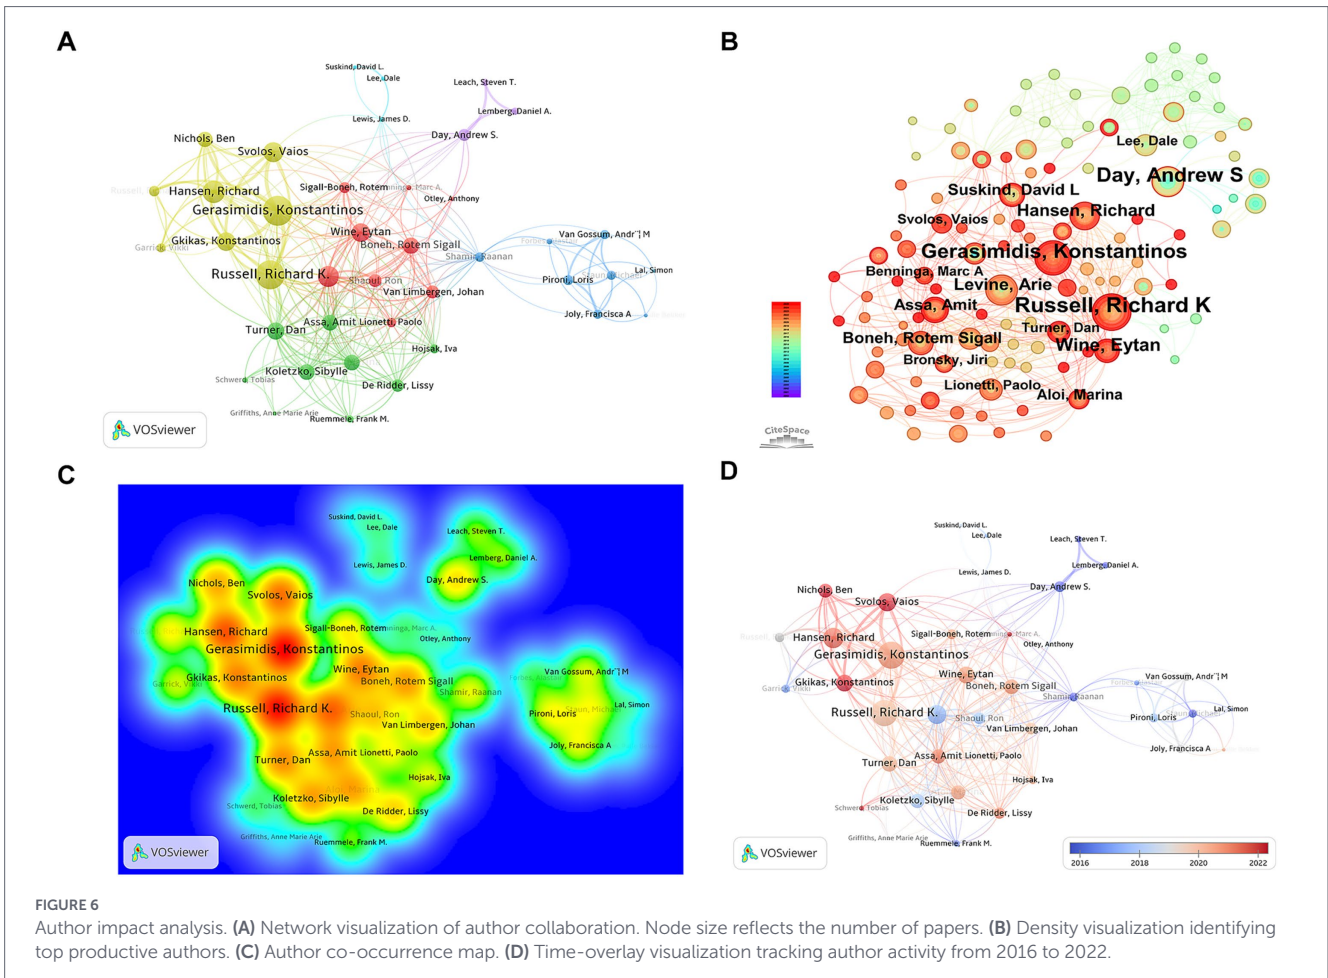 A
Suskind, David L.
Lee, Dale
Leach, Steven T.
Lemberg, Daniel A.
Lewis, James D.
Day, Andrew S.
Nichols, Ben
Svolos, Vaios
Hansen, Richard
Sigall-Boneh, Rotem
Otley, Anthony
Gerasimidis, Konstantinos
Wine, Eytan
Boneh, Rotem Sigall
Gkikas, Konstantinos
Garrick, Vikki
Shamir, Raanan
Van Gossum, Andr¨¦ M
Lal, Simon
Pironi, Loris
Russell, Richard K.
Shaoul, Ron
Van Limbergen, Johan
Joly, Francisca A
Turner, Dan
Assa, Amit
Lionetti, Paolo
Hojsak, Iva
Koletzko, Sibylle
Schwerd, Tobias
De Ridder, Lissy
Griffiths, Anne Marie Arie
Ruemmele, Frank M.
VOSviewer
B
Lee, Dale
Day, Andrew S
Suskind, David L
Hansen, Richard
Svolos, Vaios
Gerasimidis, Konstantinos
Benninga, Marc A
Levine, Arie
Assa, Amit
Russell, Richard K
Turner, Dan
Boneh, Rotem Sigall
Wine, Eytan
Bronsky, Jiri
Lionetti, Paolo
Aloi, Marina
CiteSpace
C
Suskind, David L.
Lee, Dale
Leach, Steven T.
Lemberg, Daniel A.
Lewis, James D.
Day, Andrew S.
Nichols, Ben
Svolos, Vaios
Hansen, Richard
Sigall-Boneh, Rotem
Otley, Anthony
Gerasimidis, Konstantinos
Wine, Eytan
Gkikas, Konstantinos
Boneh, Rotem Sigall
Garrick, Vikki
Shamir, Raanan
Van Gossum, Andr¨¦ M
Lal, Simon
Russell, Richard K.
Shaoul, Ron
Pironi, Loris
Van Limbergen, Johan
Joly, Francisca A
Turner, Dan
Assa, Amit
Lionetti, Paolo
Hojsak, Iva
Koletzko, Sibylle
Schwerd, Tobias
De Ridder, Lissy
Griffiths, Anne Marie Arie
Ruemmele, Frank M.
VOSviewer
D
Suskind, David L.
Lee, Dale
Leach, Steven T.
Lemberg, Daniel A.
Lewis, James D.
Day, Andrew S.
Nichols, Ben
Svolos, Vaios
Hansen, Richard
Sigall-Boneh, Rotem
Otley, Anthony
Gerasimidis, Konstantinos
Wine, Eytan
Gkikas, Konstantinos
Boneh, Rotem Sigall
Garrick, Vikki
Shamir, Raanan
Van Gossum, Andr¨¦ M
Lal, Simon
Russell, Richard K.
Shaoul, Ron
Pironi, Loris
Van Limbergen, Johan
Joly, Francisca A
Turner, Dan
Assa, Amit
Lionetti, Paolo
Hojsak, Iva
Koletzko, Sibylle
Schwerd, Tobias
De Ridder, Lissy
Griffiths, Anne Marie Arie
Ruemmele, Frank M.
VOSviewer
2016 2018 2020 2022
FIGURE 6
Author impact analysis. (A) Network visualization of author collaboration. Node size reflects the number of papers. (B) Density visualization identifying
top productive authors. (C) Author co-occurrence map. (D) Time-overlay visualization tracking author activity from 2016 to 2022.